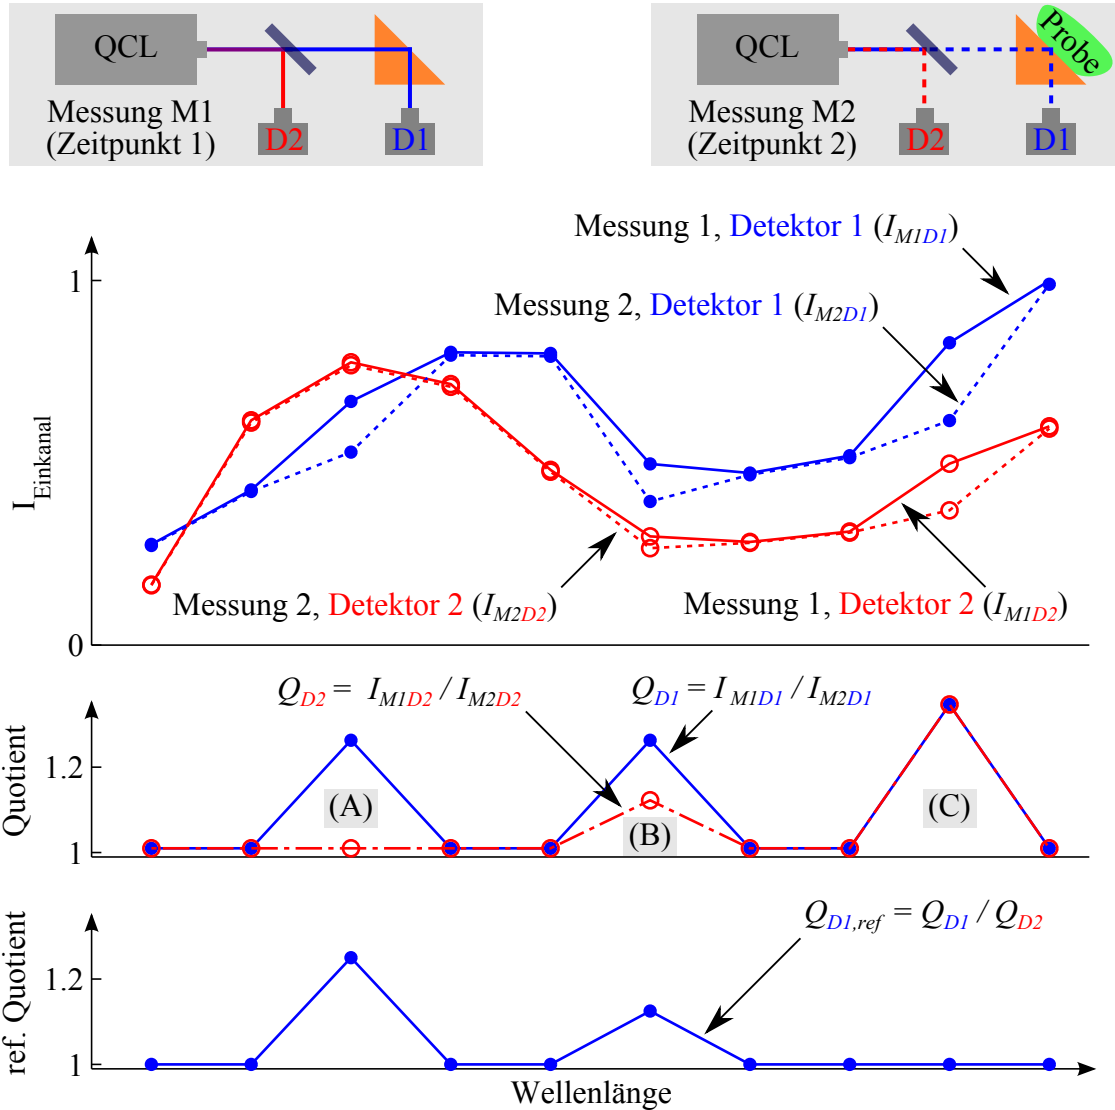 QCL
Messung M1
(Zeitpunkt 1)
D2
D1
QCL
Probe
Messung M2
(Zeitpunkt 2)
D2
D1
Messung 1, Detektor 1 (I_M1D1)
Messung 2, Detektor 1 (I_M2D1)
1
I_Einkanal
0
Messung 2, Detektor 2 (I_M2D2)
Messung 1, Detektor 2 (I_M1D2)
Q_D2 = I_M1D2 / I_M2D2
Q_D1 = I_M1D1 / I_M2D1
Quotient
1.2
1
(A)
(B)
(C)
Q_D1,ref = Q_D1 / Q_D2
ref. Quotient
1.2
1
Wellenlänge